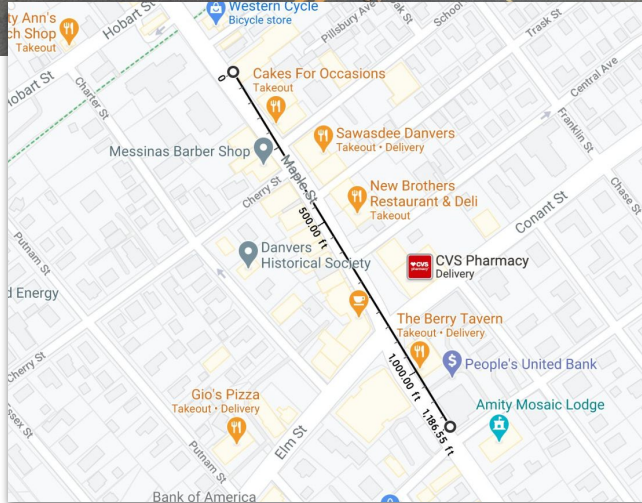 ty Ann's
ch Shop
Takeout
Hobart St
Western Cycle
Bicycle store
Pillsbury Ave
School
Trask St
Hobart St
Charter St
0
Cakes For Occasions
Takeout
Central Ave
Messinas Barber Shop
Sawasdee Danvers
Takeout • Delivery
Franklin St
Maple St
Cherry St
New Brothers
Restaurant & Deli
Takeout
Chase St
Conant St
500.00 ft
Putnam St
Danvers
Historical Society
CVS
pharmacy
CVS Pharmacy
Delivery
d Energy
The Berry Tavern
Takeout • Delivery
1,000.00 ft
People's United Bank
Cherry St
Gio's Pizza
Takeout • Delivery
1,186.55 ft
Amity Mosaic Lodge
Essex St
Putnam St
Elm St
Bank of America